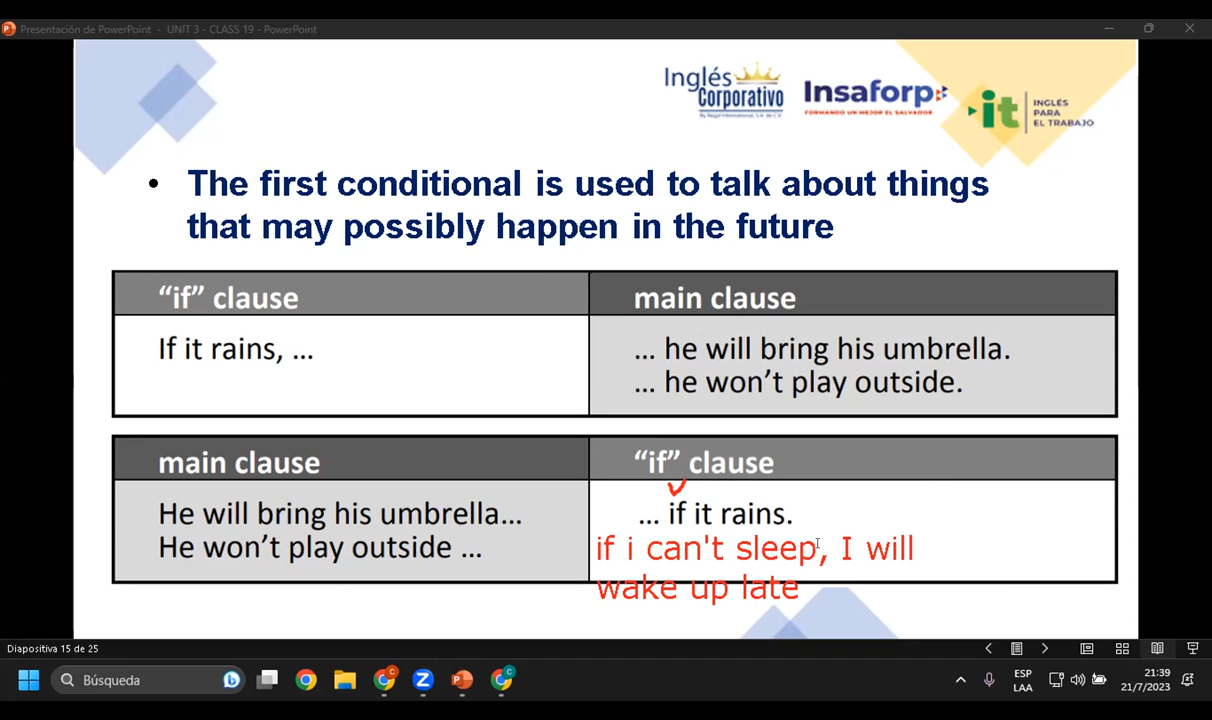 Presentación de PowerPoint - UNIT 3 - CLASS 19 - PowerPoint
Inglés
Corporativo
By Regal International, S.A. de C.V.
Insaforp
FORMANDO UN MEJOR EL SALVADOR
it
INGLÉS
PARA
EL TRABAJO
• The first conditional is used to talk about things
that may possibly happen in the future
“if” clause
main clause
If it rains, ...
... he will bring his umbrella.
... he won’t play outside.
main clause
“if” clause
He will bring his umbrella...
He won’t play outside ...
... if it rains.
if i can't sleep, I will
wake up late
Diapositiva 15 de 25
Búsqueda
ESP
LAA
21:39
21/7/2023